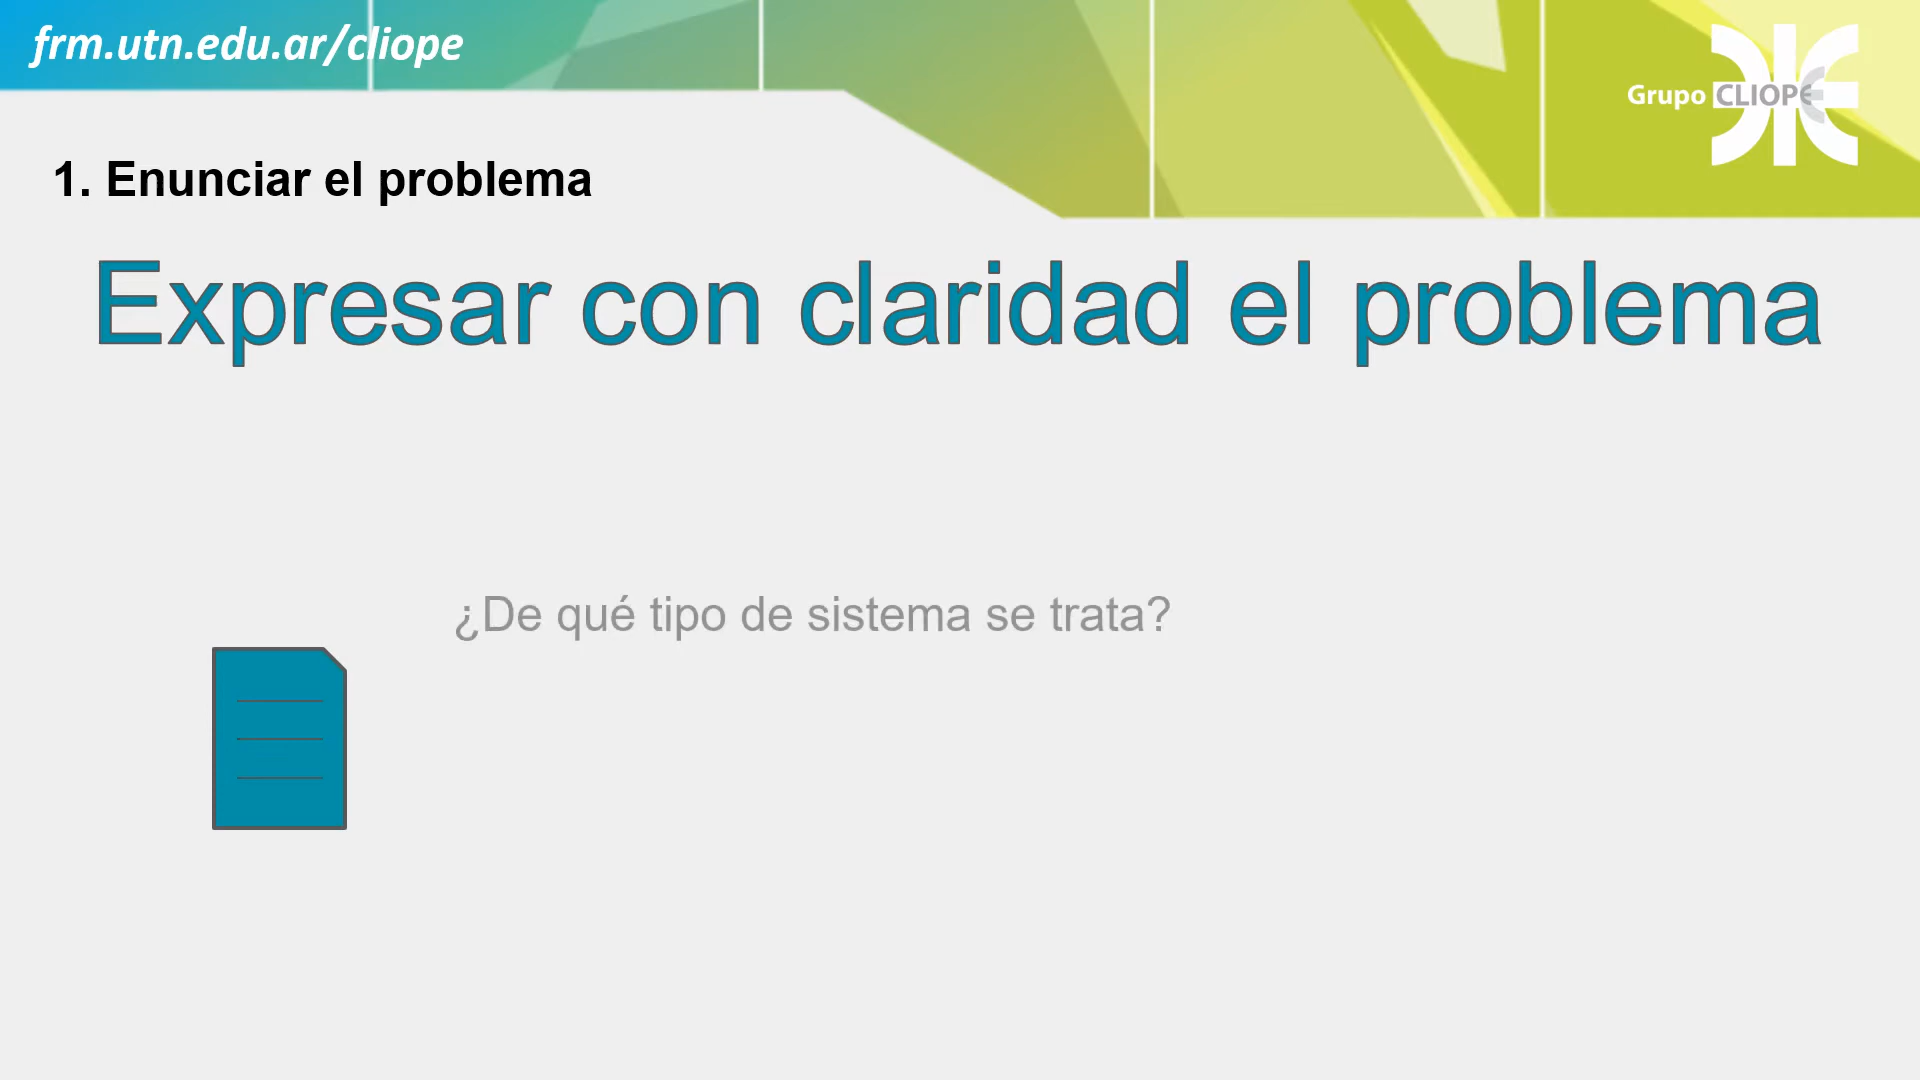 frm.utn.edu.ar/cliope
Grupo CLIOPE
1. Enunciar el problema
Expresar con claridad el problema
¿De qué tipo de sistema se trata?